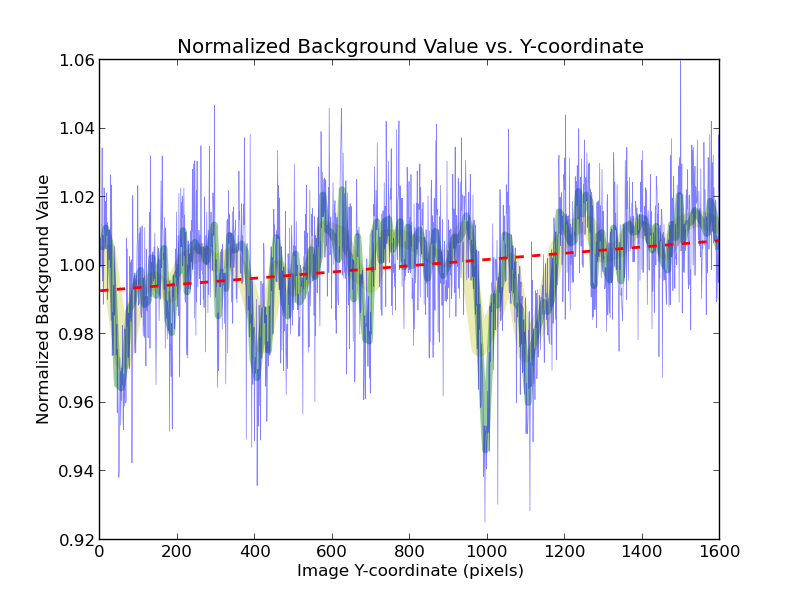 Normalized Background Value vs. Y-coordinate
1.06
1.04
1.02
1.00
0.98
0.96
0.94
0.92
Normalized Background Value
0 200 400 600 800 1000 1200 1400 1600
Image Y-coordinate (pixels)